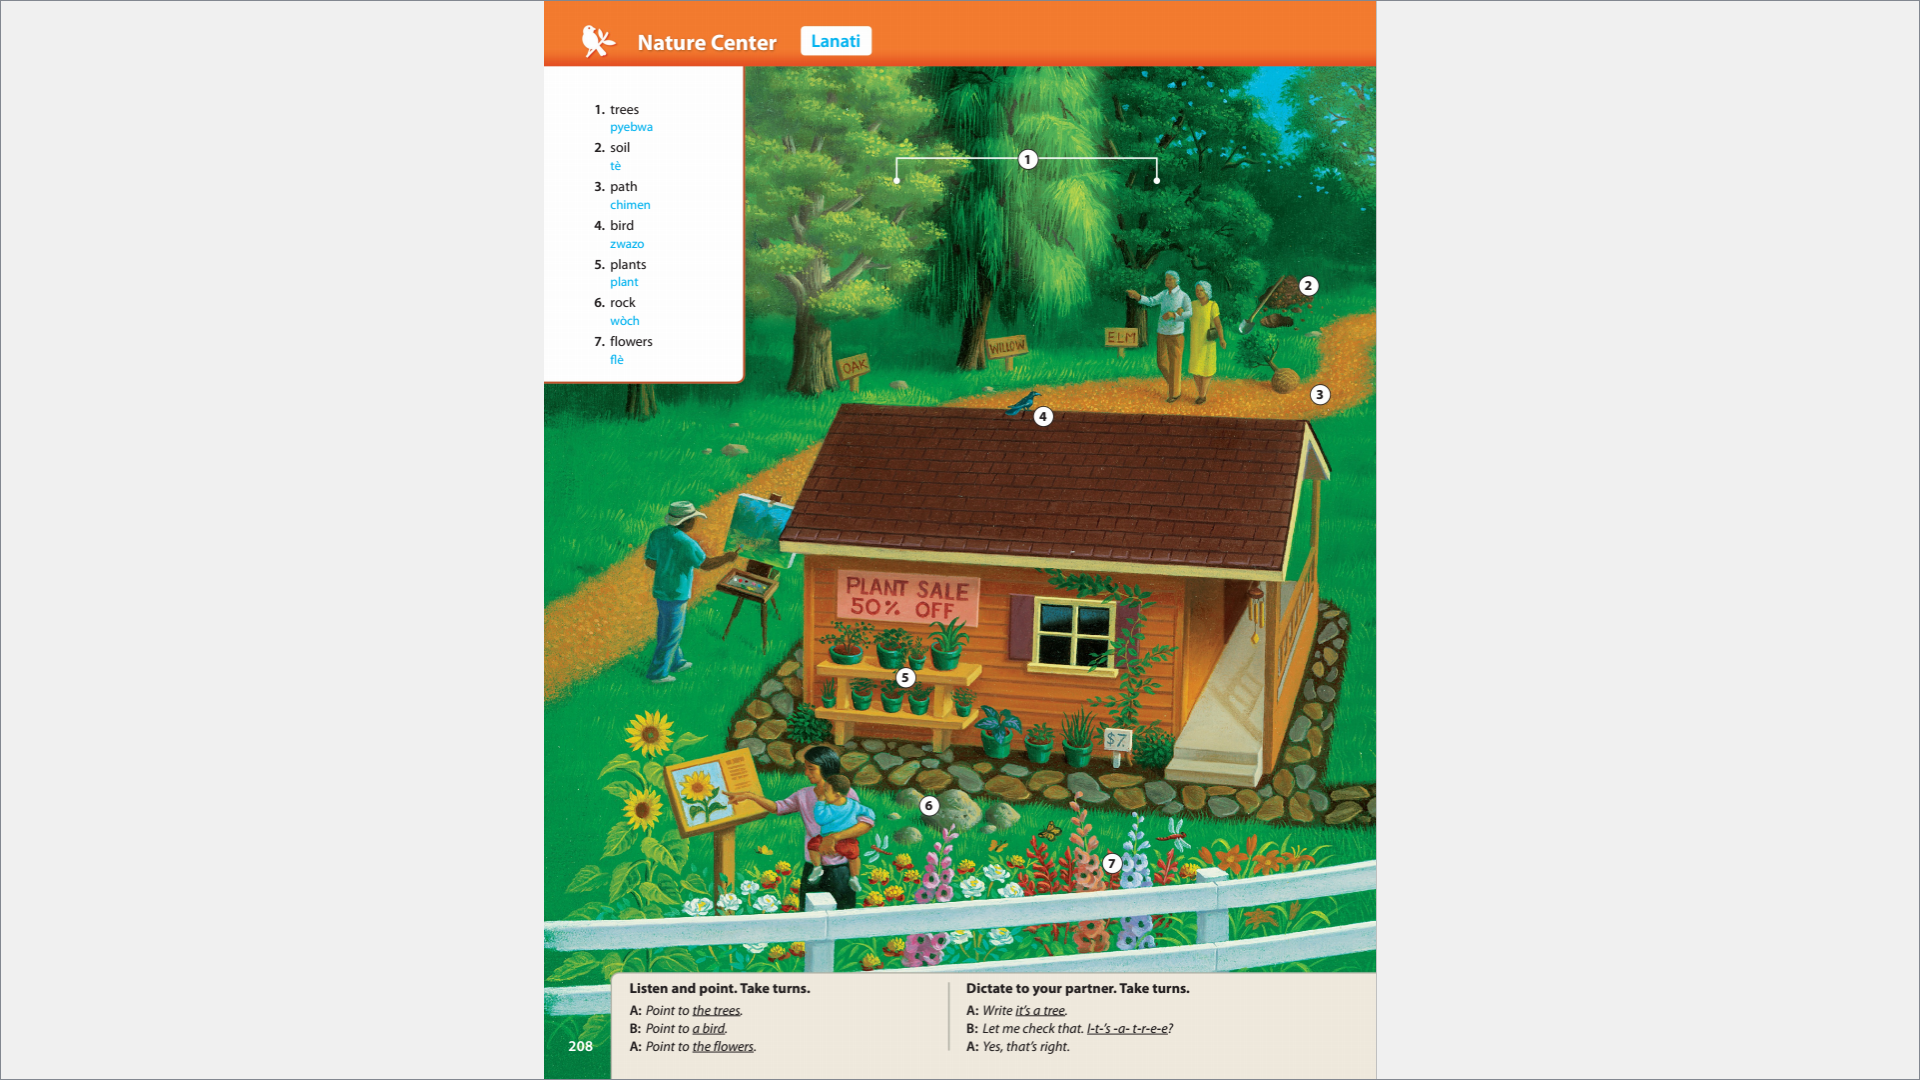 Nature Center Lanati
1. trees
pyebwa
2. soil
tè
3. path
chimen
4. bird
zwazo
5. plants
plant
6. rock
wòch
7. flowers
flè
1
2
OAK
WILLOW
ELM
3
4
PLANT SALE
50% OFF
5
$7.
6
7
Listen and point. Take turns.
A: Point to the trees.
B: Point to a bird.
A: Point to the flowers.
Dictate to your partner. Take turns.
A: Write it's a tree.
B: Let me check that. I-t-'s -a- t-r-e-e?
A: Yes, that's right.
208